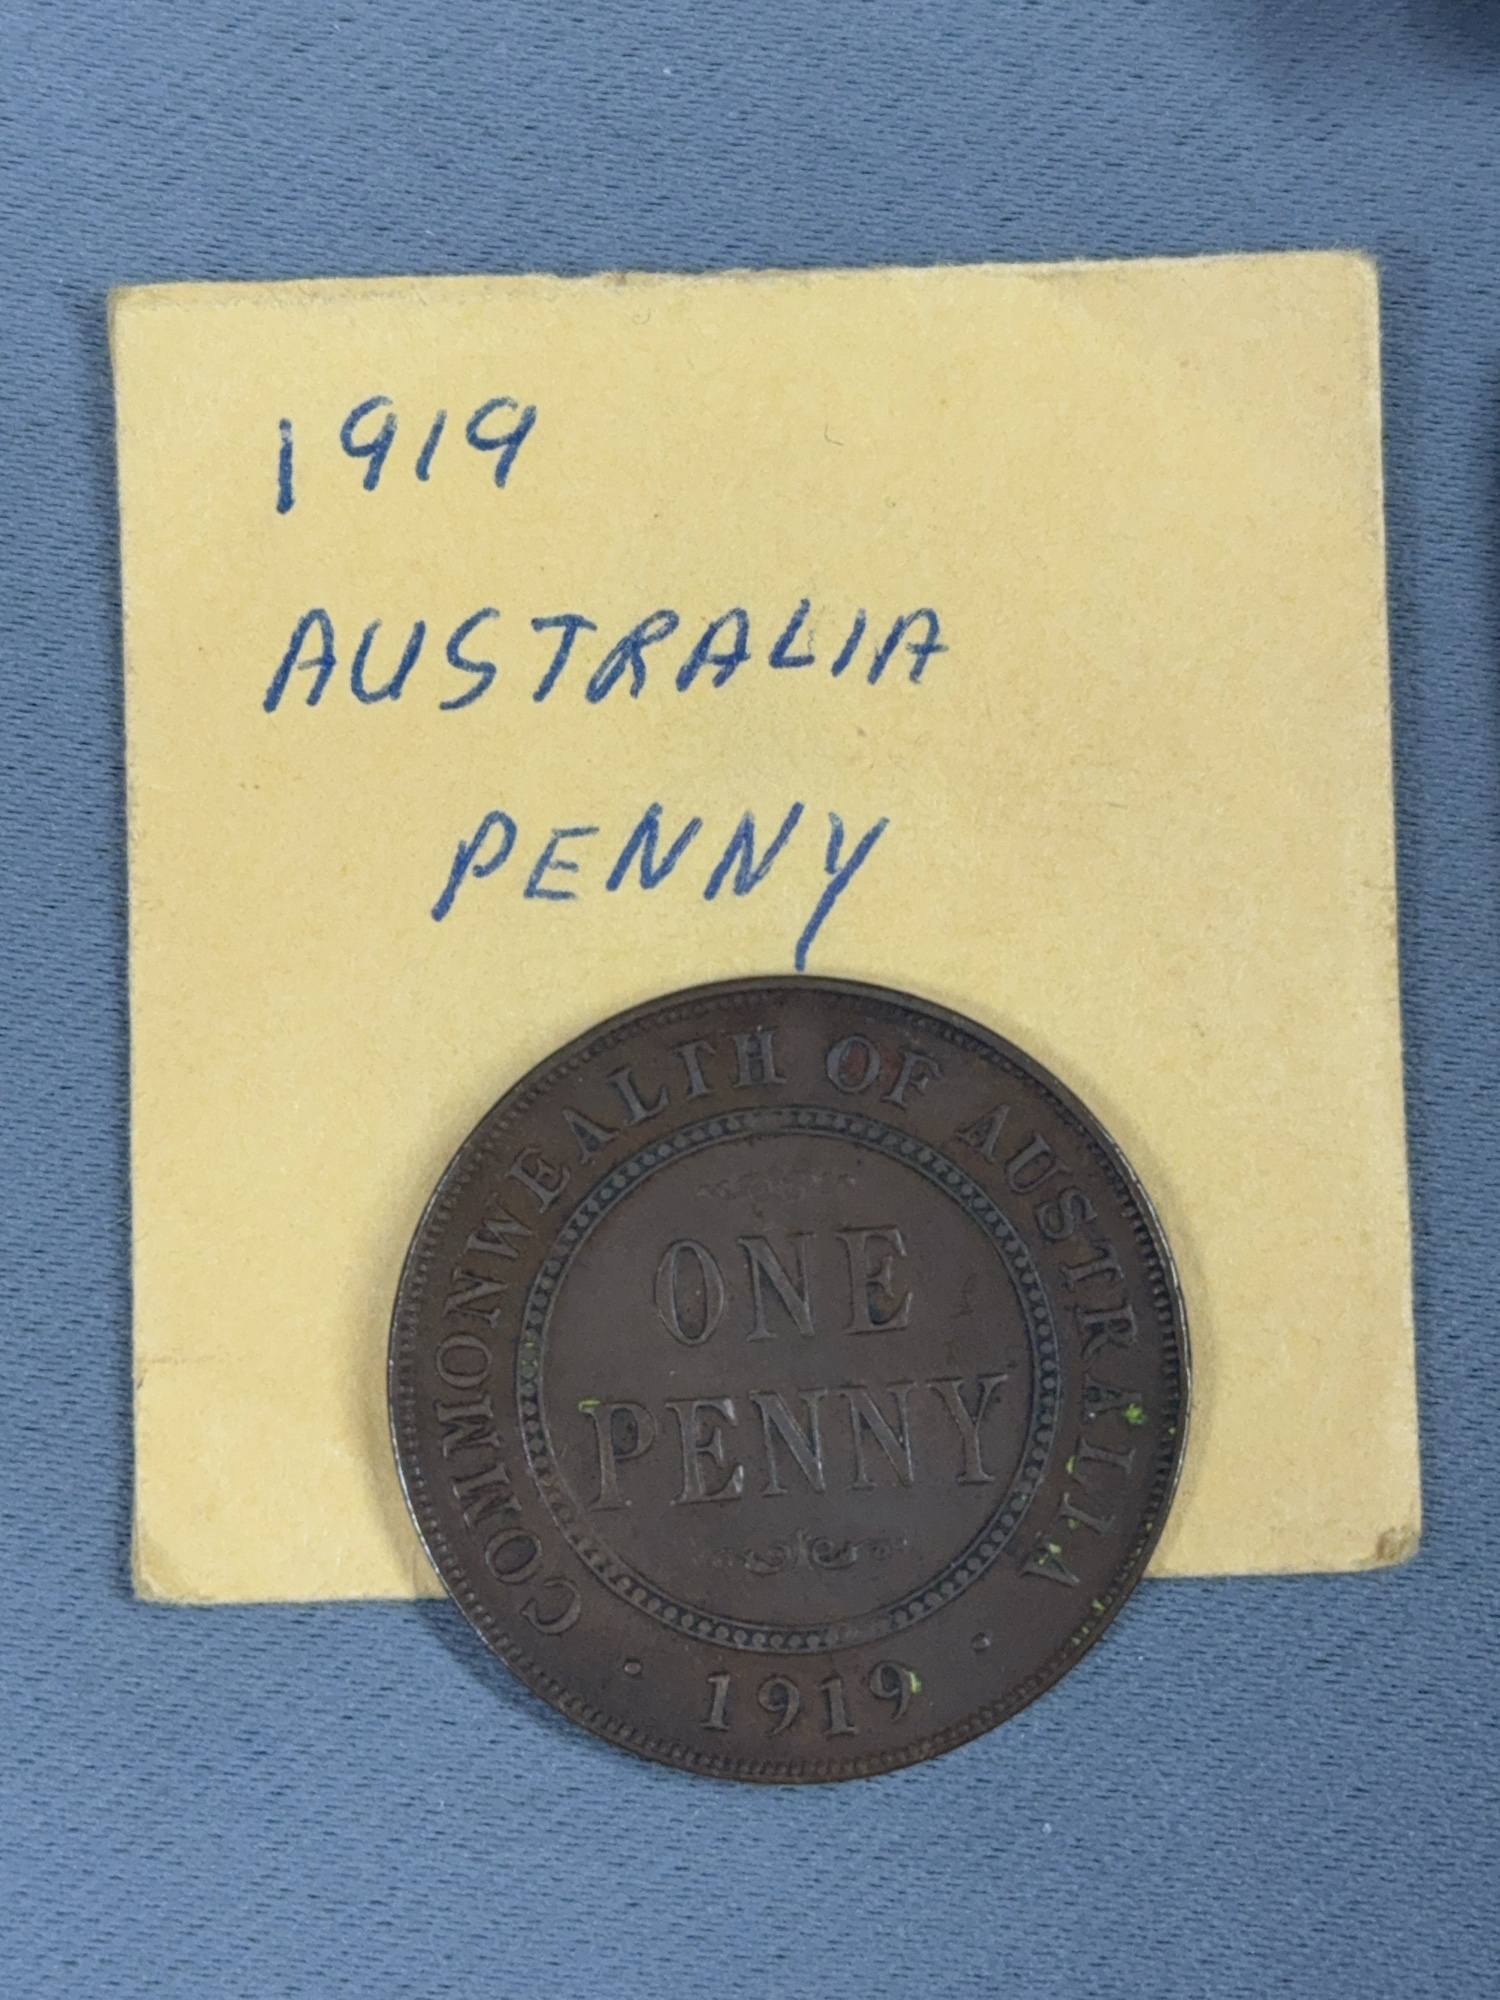 1919
AUSTRALIA
PENNY
COMMONWEALTH OF AUSTRALIA
ONE
PENNY
· 1919 ·